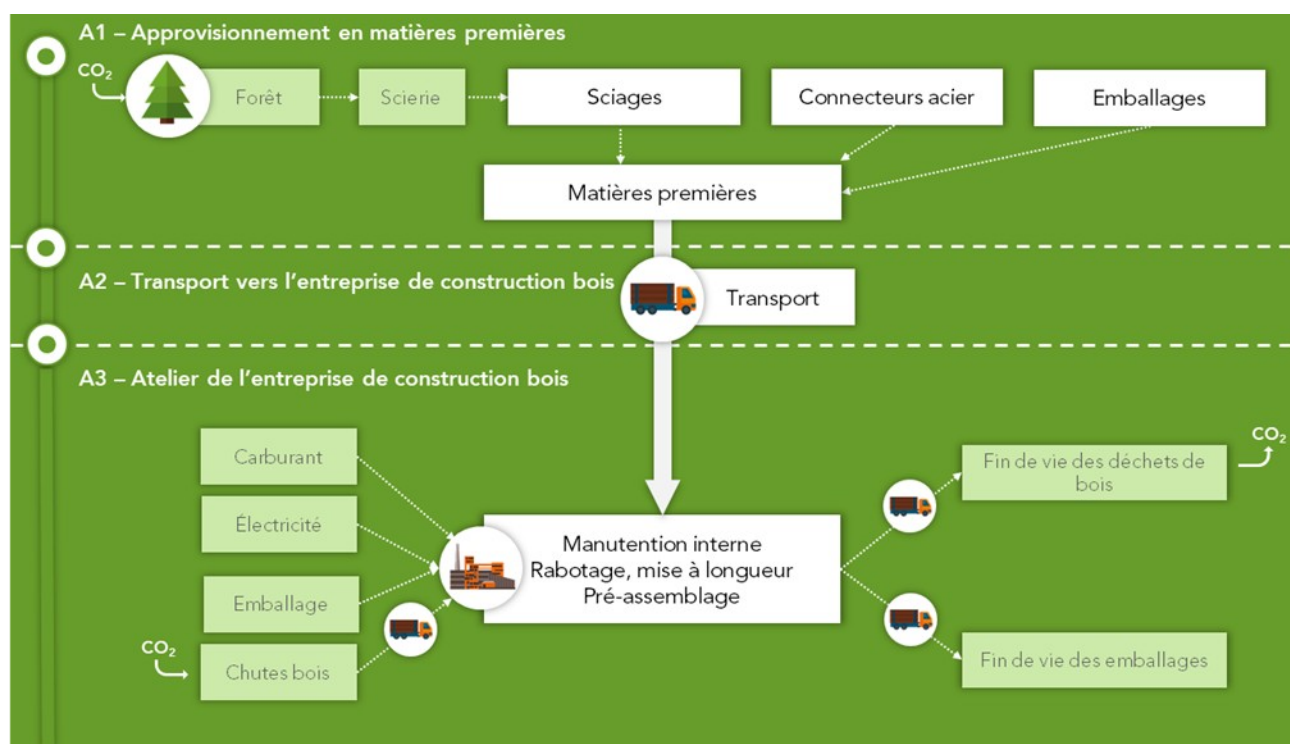 A1 – Approvisionnement en matières premières
CO₂
Forêt
Scierie
Sciages
Connecteurs acier
Emballages
Matières premières
A2 – Transport vers l'entreprise de construction bois
Transport
A3 – Atelier de l'entreprise de construction bois
Carburant
Électricité
Emballage
CO₂
Chutes bois
Manutention interne
Rabotage, mise à longueur
Pré-assemblage
CO₂
Fin de vie des déchets de
bois
Fin de vie des emballages